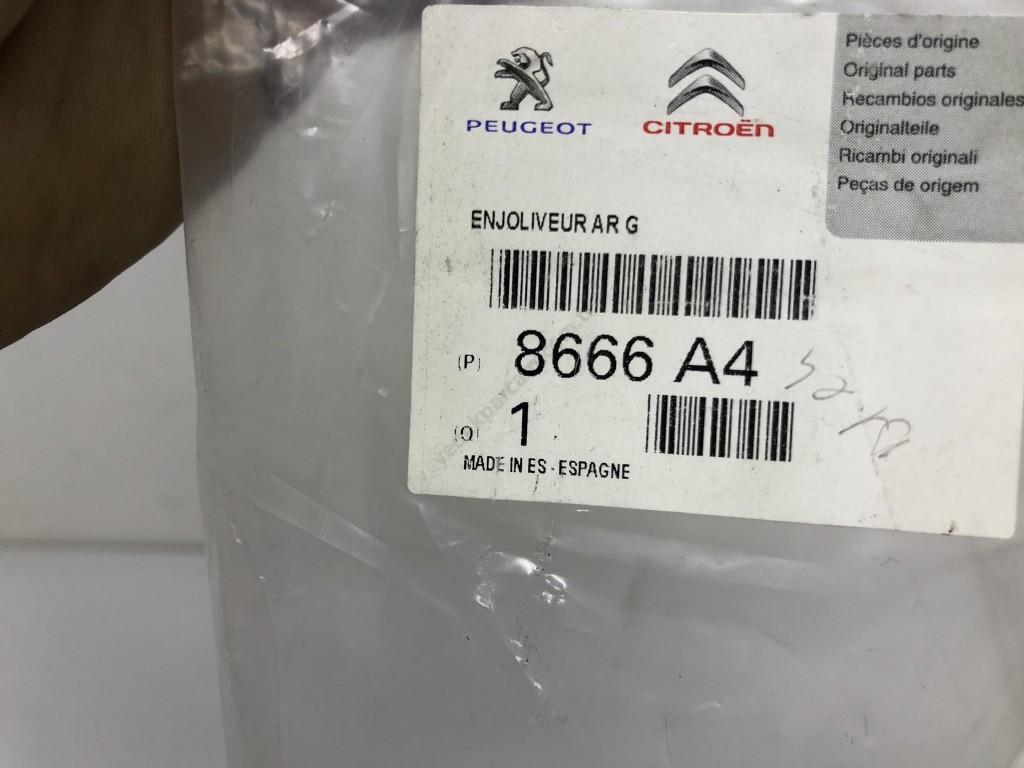 PEUGEOT
CITROËN
Pièces d'origine
Original parts
Recambios originales
Originalteile
Ricambi originali
Peças de origem
ENJOLIVEUR AR G
(P) 8666 A4
(Q) 1
MADE IN ES - ESPAGNE